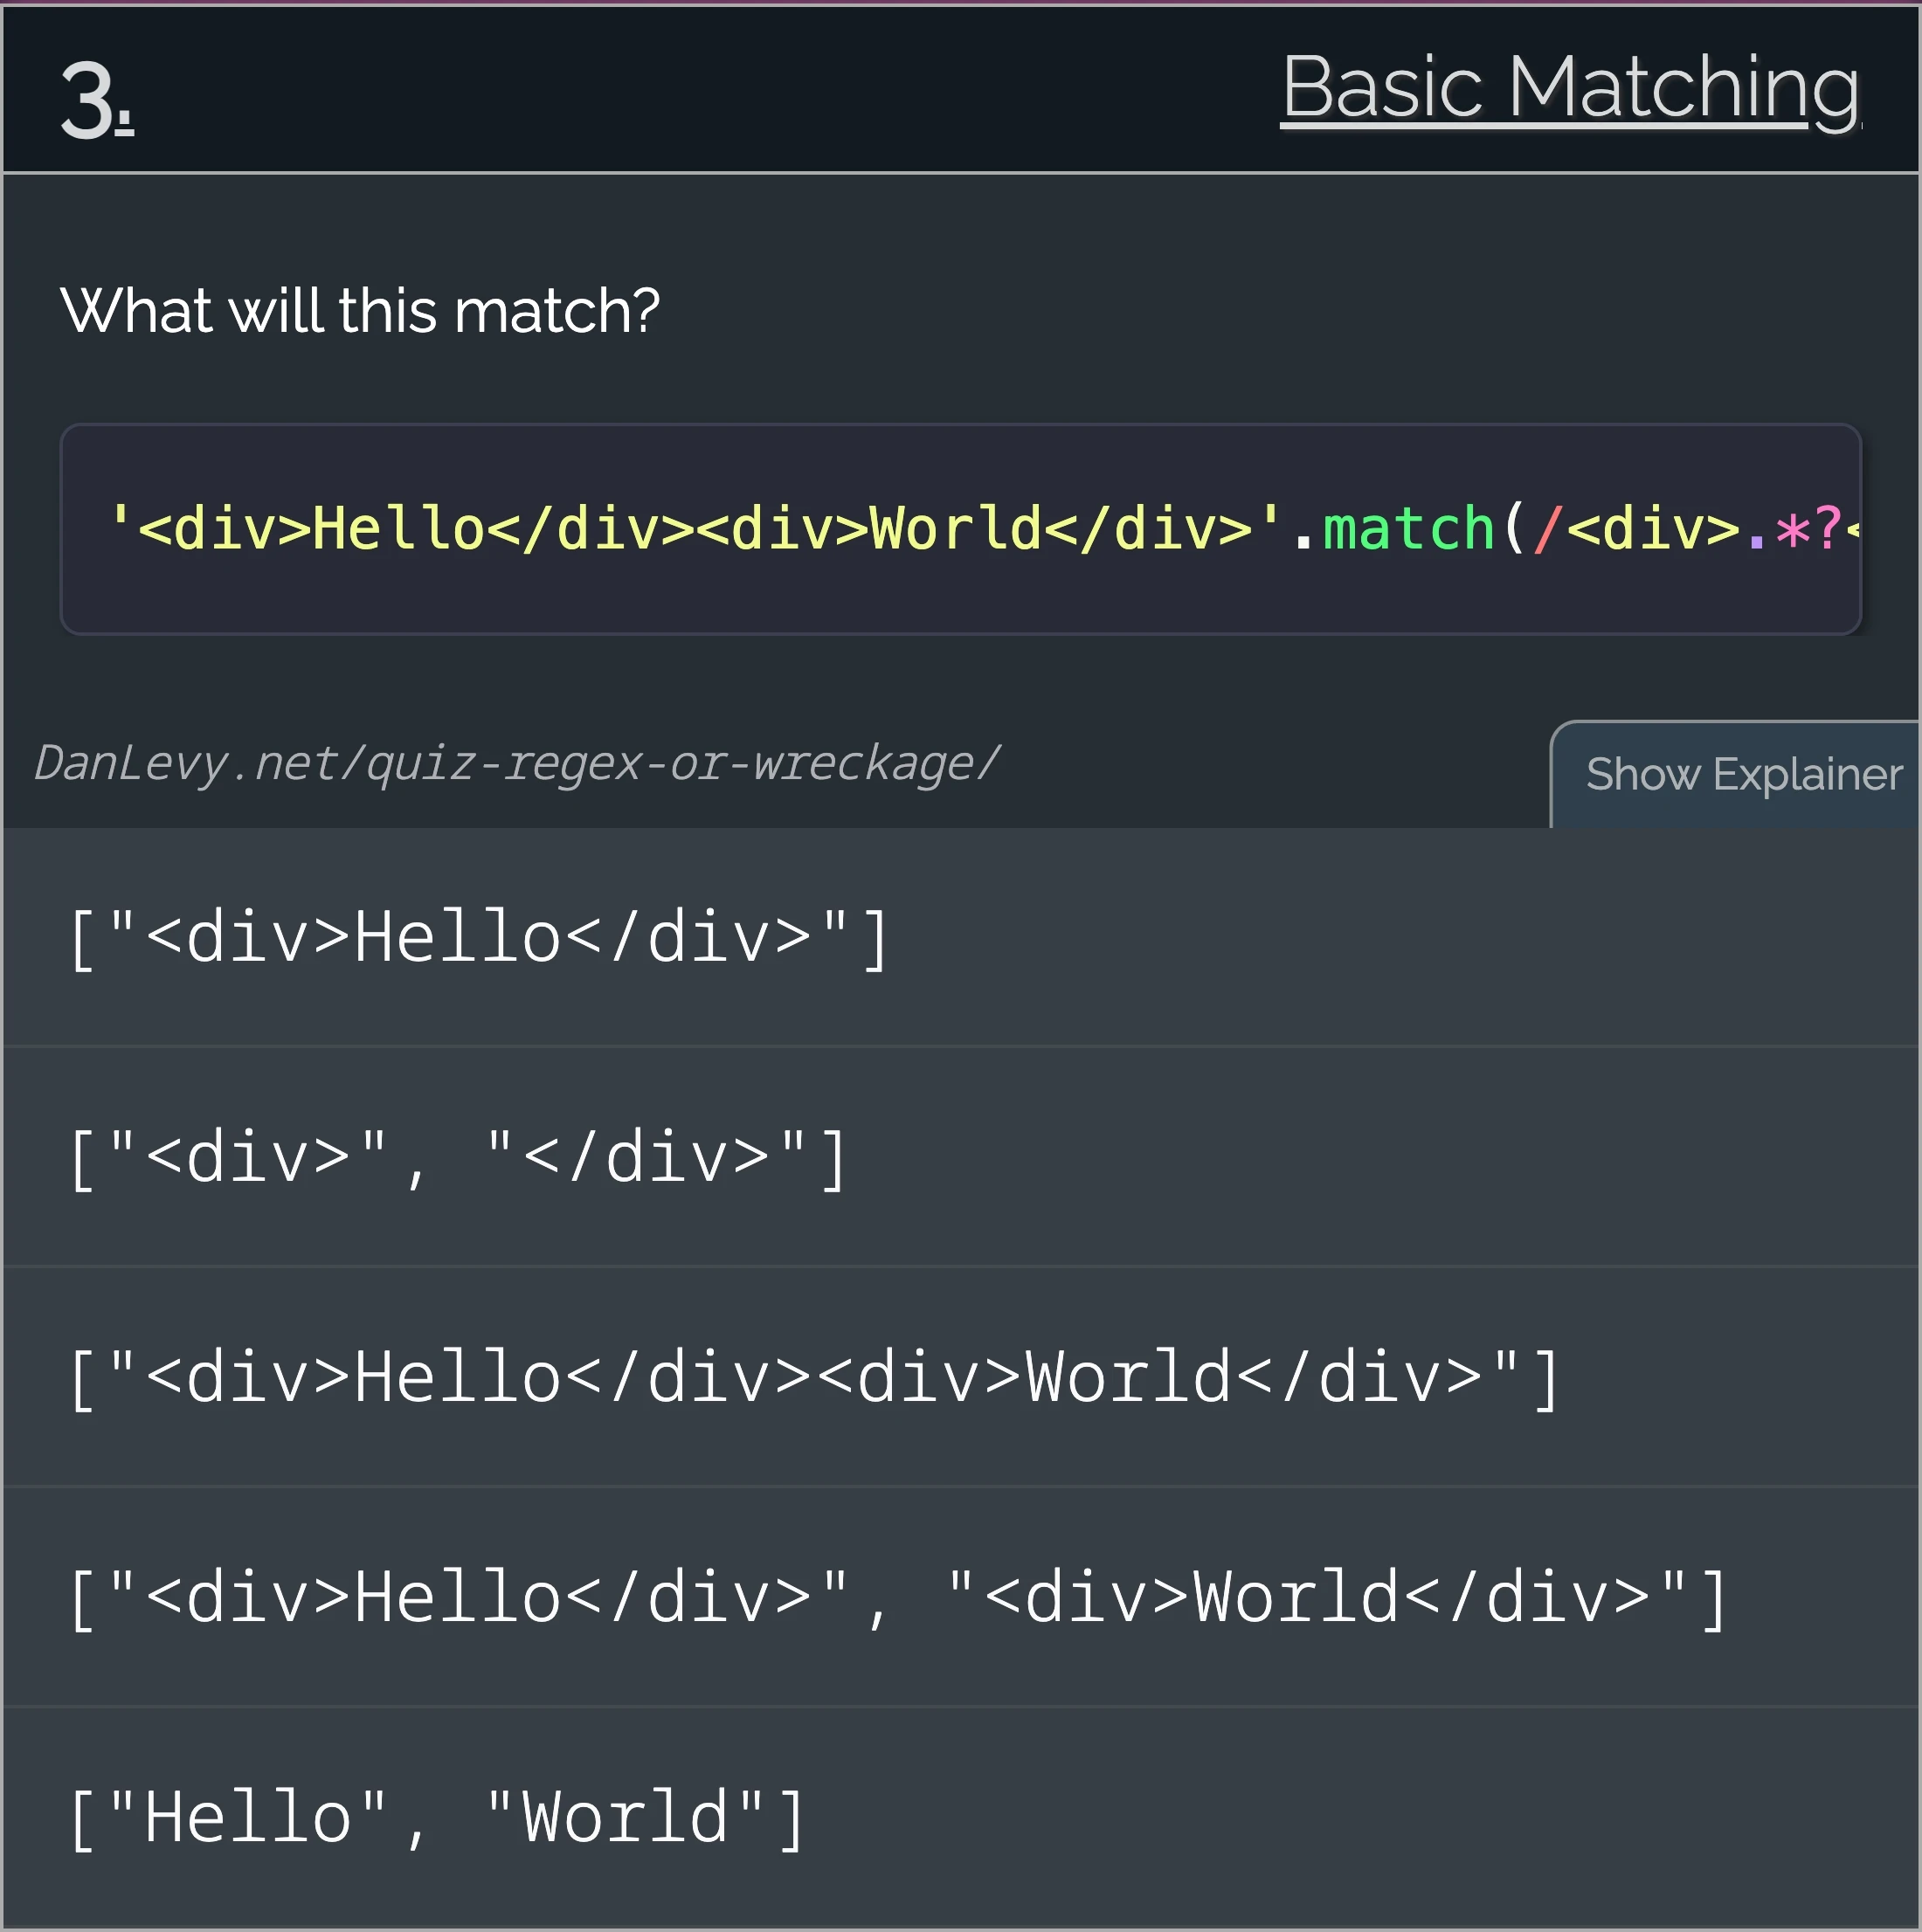 3.
Basic Matching
What will this match?
'<div>Hello</div><div>World</div>'.match(/<div>.*?<
DanLevy.net/quiz-regex-or-wreckage/
Show Explainer
["<div>Hello</div>"]
["<div>", "</div>"]
["<div>Hello</div><div>World</div>"]
["<div>Hello</div>", "<div>World</div>"]
["Hello", "World"]